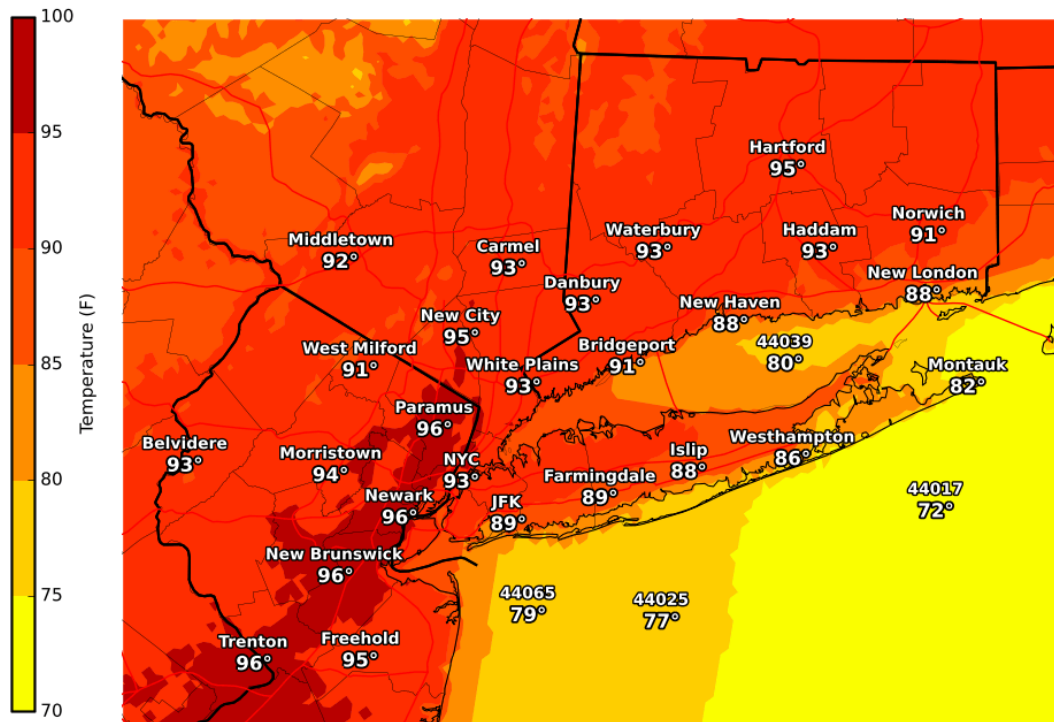 100
95
90
85
80
75
70
Temperature (F)
Hartford
95°
Norwich
91°
Haddam
93°
Waterbury
93°
Middletown
92°
Carmel
93°
New London
88°
Danbury
93°
New Haven
88°
New City
95°
44039
80°
Bridgeport
91°
West Milford
91°
White Plains
93°
Montauk
82°
Paramus
96°
Westhampton
86°
Belvidere
93°
Morristown
94°
NYC
93°
Islip
88°
Farmingdale
89°
44017
72°
Newark
96°
JFK
89°
New Brunswick
96°
44065
79°
44025
77°
Trenton
96°
Freehold
95°